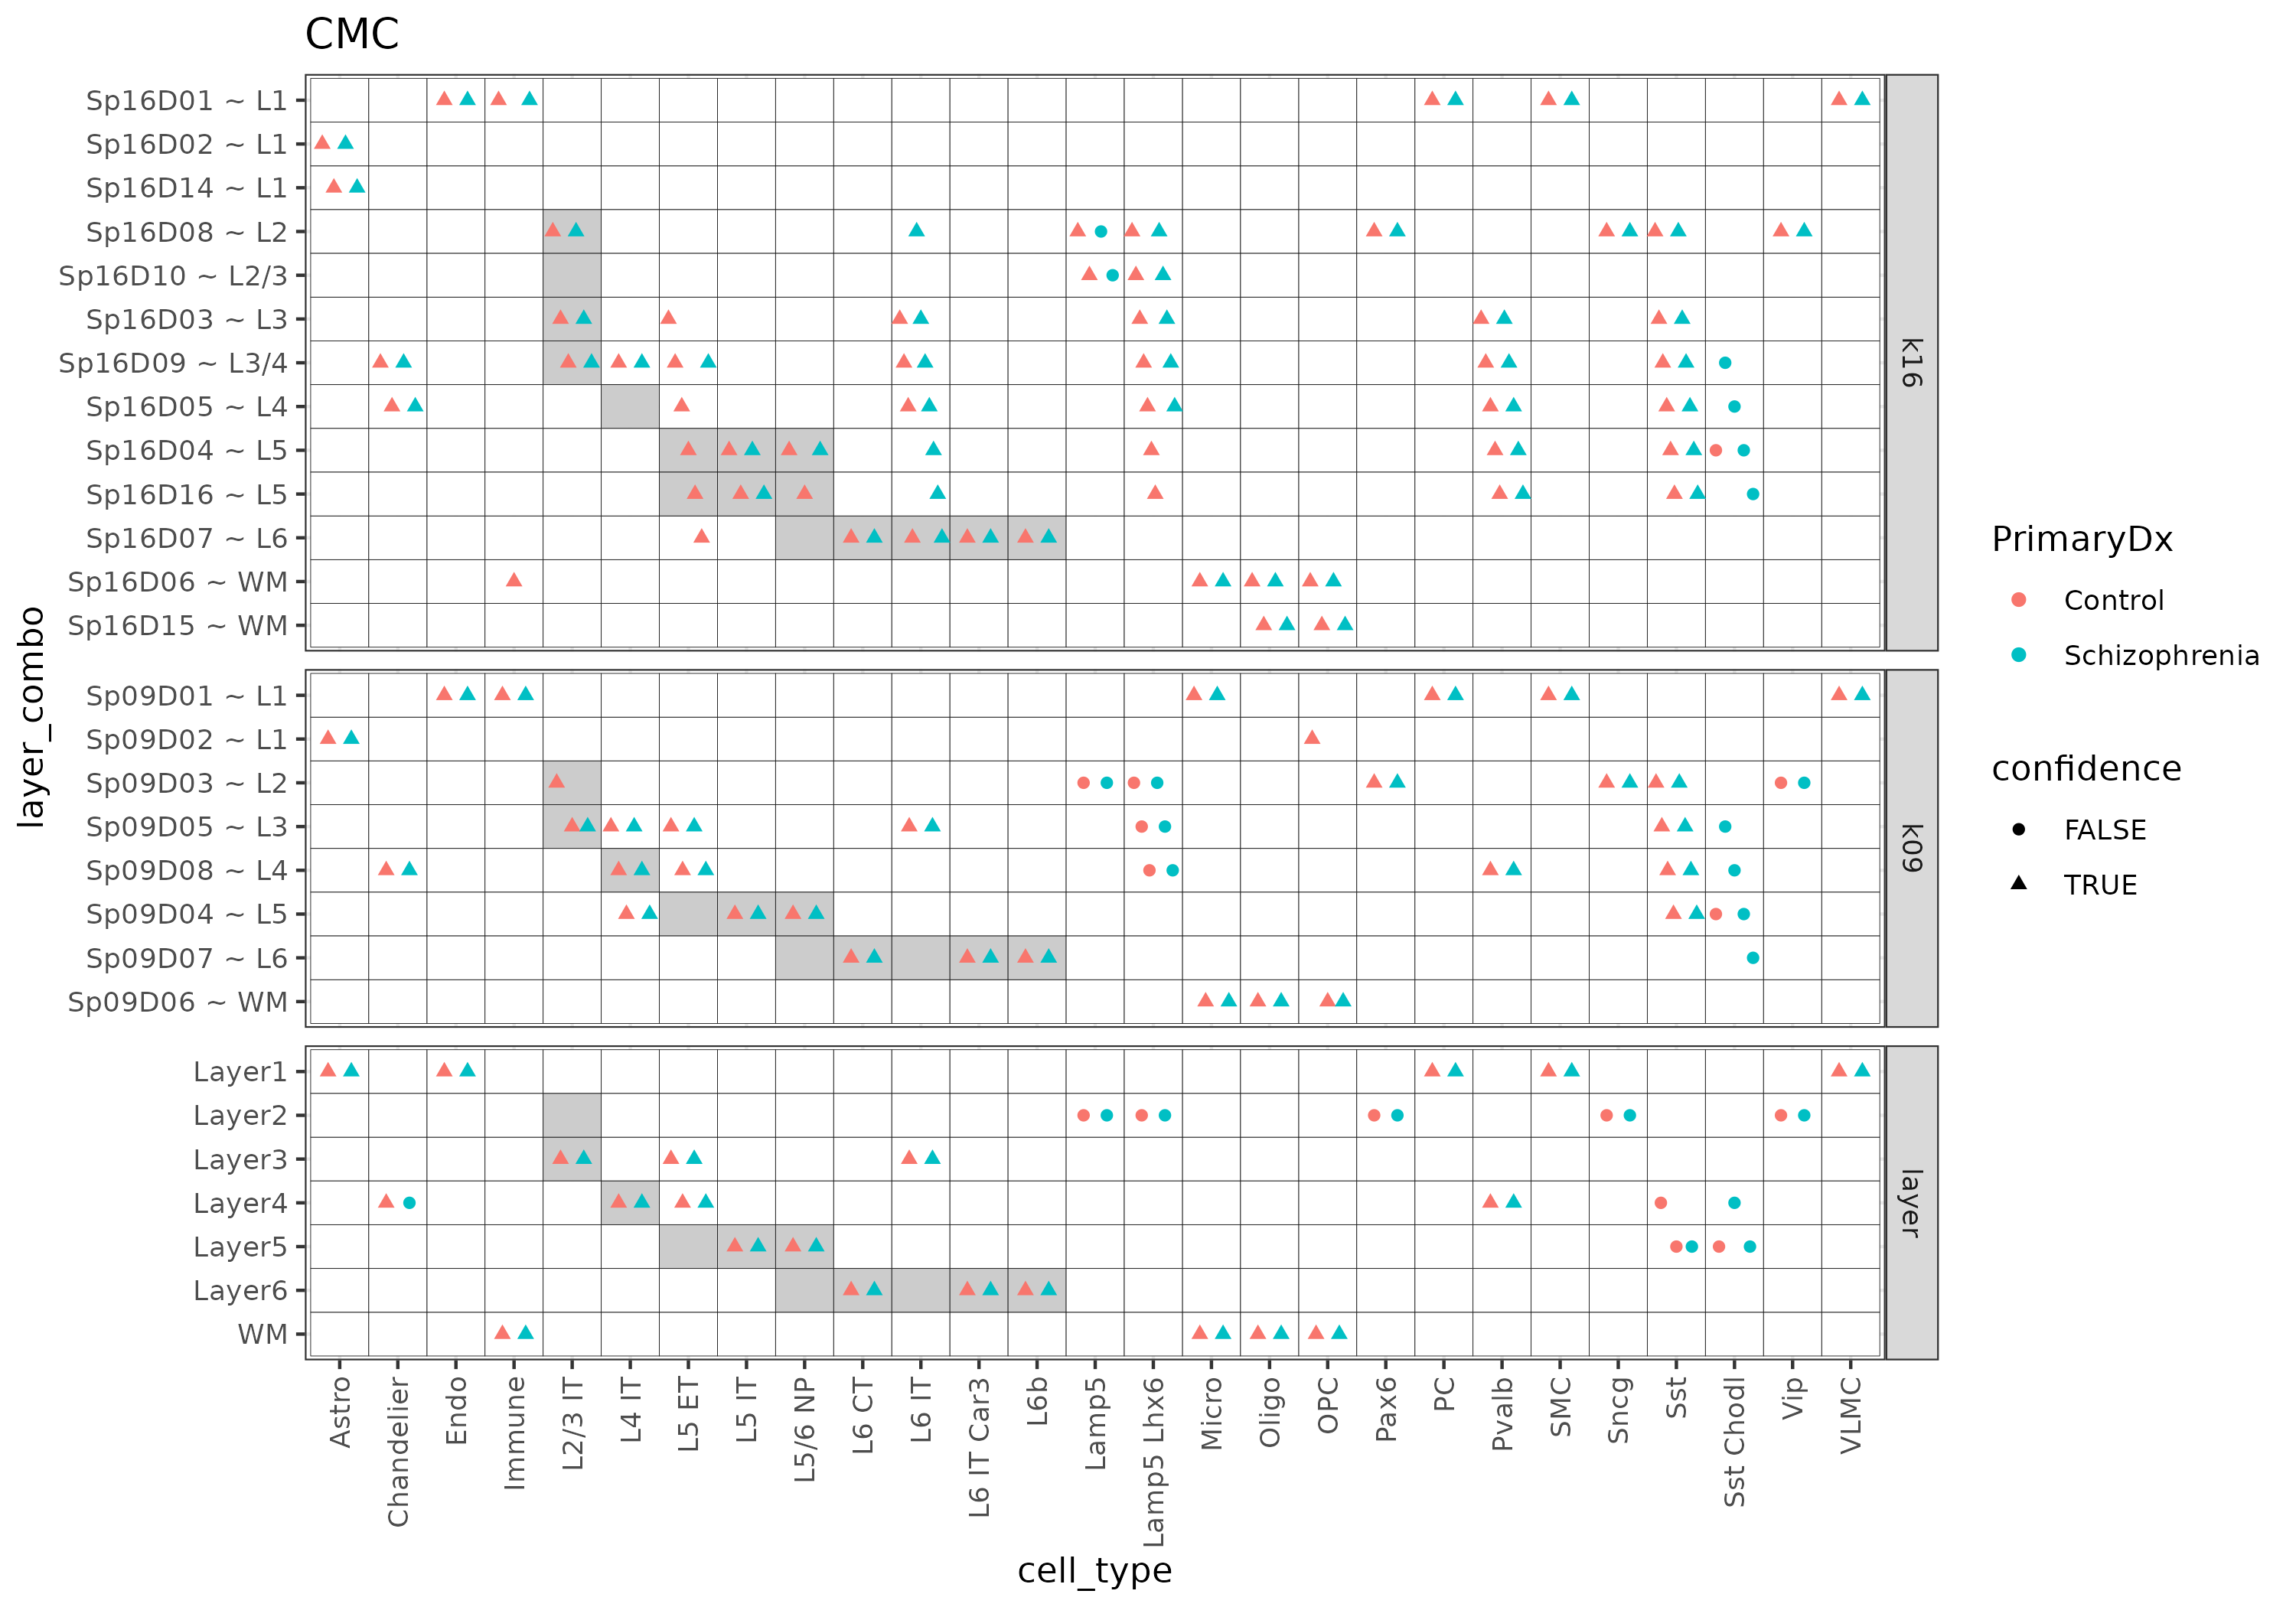 CMC
Sp16D01 ~ L1
Sp16D02 ~ L1
Sp16D14 ~ L1
Sp16D08 ~ L2
Sp16D10 ~ L2/3
Sp16D03 ~ L3
Sp16D09 ~ L3/4
Sp16D05 ~ L4
Sp16D04 ~ L5
Sp16D16 ~ L5
Sp16D07 ~ L6
Sp16D06 ~ WM
Sp16D15 ~ WM
k16
Sp09D01 ~ L1
Sp09D02 ~ L1
Sp09D03 ~ L2
Sp09D05 ~ L3
Sp09D08 ~ L4
Sp09D04 ~ L5
Sp09D07 ~ L6
Sp09D06 ~ WM
k09
Layer1
Layer2
Layer3
Layer4
Layer5
Layer6
WM
layer
layer_combo
Astro
Chandelier
Endo
Immune
L2/3 IT
L4 IT
L5 ET
L5 IT
L5/6 NP
L6 CT
L6 IT
L6 IT Car3
L6b
Lamp5
Lamp5 Lhx6
Micro
Oligo
OPC
Pax6
PC
Pvalb
SMC
Sncg
Sst
Sst Chodl
Vip
VLMC
cell_type
PrimaryDx
Control
Schizophrenia
confidence
FALSE
TRUE